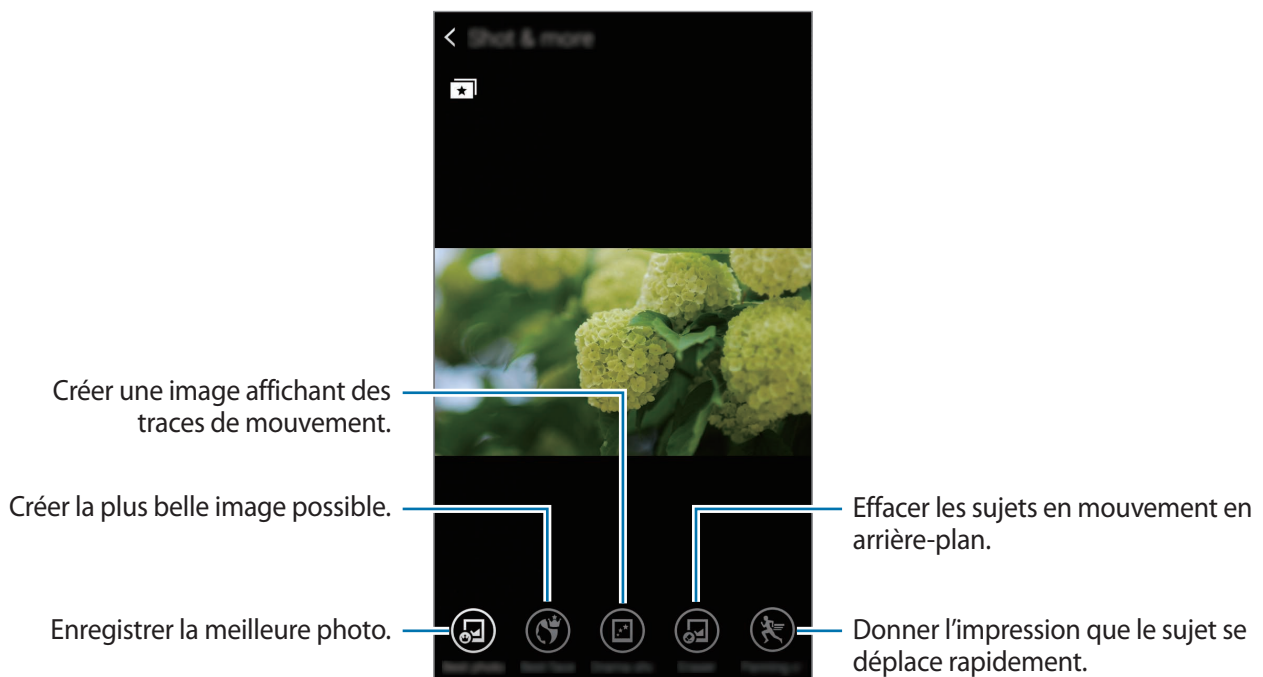 Shot & more
Créer une image affichant des
traces de mouvement.
Créer la plus belle image possible.
Enregistrer la meilleure photo.
Effacer les sujets en mouvement en
arrière-plan.
Donner l'impression que le sujet se
déplace rapidement.